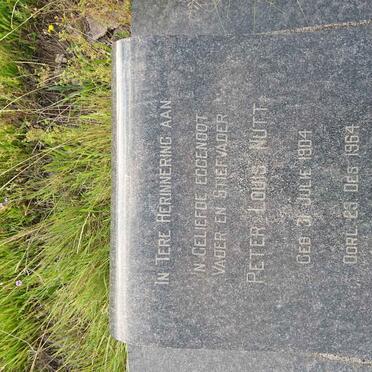 IN TERE HERINNERING AAN
'N GELIEFDE EGGENOOT
VADER EN STIEFVADER
PETER LOUIS NUTT
GEB 31 JULIE 1904
OORL 23 DES 1964